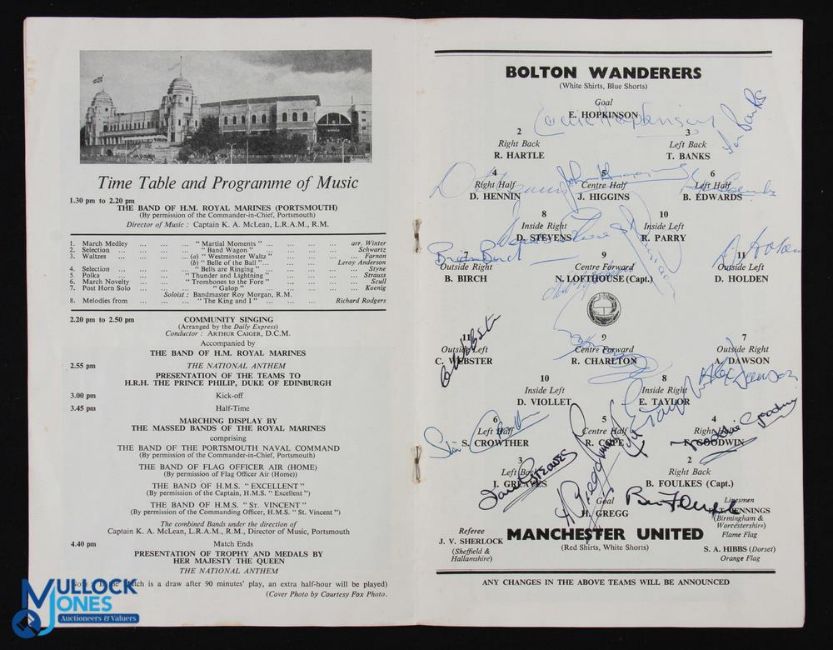 Time Table and Programme of Music
1.30 pm to 2.20 pm
THE BAND OF H.M. ROYAL MARINES (PORTSMOUTH)
(By permission of the Commander-in-Chief, Portsmouth)
Director of Music : Captain K. A. McLean, L.R.A.M., R.M.
1. March Medley ... ... ... " Martial Moments " ... ... ... arr. Winter
2. Selection ... ... ... ... " Band Wagon " ... ... ... Schwartz
3. Waltzes ... ... ... (a) " Westminster Waltz " ... ... Farnon
(b) " Belle of the Ball " ... ... Leroy Anderson
4. Selection ... ... ... " Bells are Ringing " ... ... ... Styne
5. Polka ... ... ... " Thunder and Lightning " ... ... Strauss
6. March Novelty ... ... " Trombones to the Fore " ... ... Scull
7. Post Horn Solo ... ... " Galop " ... ... Koenig
Soloist : Bandmaster Roy Morgan, R.M.
8. Melodies from ... ... ... " The King and I " ... ... Richard Rodgers
2.20 pm to 2.50 pm COMMUNITY SINGING
(Arranged by the Daily Express)
Conductor : ARTHUR CAIGER, D.C.M.
Accompanied by
THE BAND OF H.M. ROYAL MARINES
2.55 pm THE NATIONAL ANTHEM
PRESENTATION OF THE TEAMS TO
H.R.H. THE PRINCE PHILIP, DUKE OF EDINBURGH
3.00 pm Kick-off
3.45 pm Half-Time
MARCHING DISPLAY BY
THE MASSED BANDS OF THE ROYAL MARINES
comprising
THE BAND OF THE PORTSMOUTH NAVAL COMMAND
(By permission of the Commander-in-Chief, Portsmouth)
THE BAND OF FLAG OFFICER AIR (HOME)
(By permission of Flag Officer Air (Home))
THE BAND OF H.M.S. " EXCELLENT "
(By permission of the Captain, H.M.S. " Excellent ")
THE BAND OF H.M.S. " ST. VINCENT "
(By permission of the Commanding Officer, H.M.S. " St. Vincent ")
The combined Bands under the direction of
Captain K. A. McLean, L.R.A.M., R.M., Director of Music, Portsmouth
4.40 pm Match Ends
PRESENTATION OF TROPHY AND MEDALS BY
HER MAJESTY THE QUEEN
THE NATIONAL ANTHEM
which is a draw after 90 minutes' play, an extra half-hour will be played)
(Cover Photo by Courtesy Fox Photo.
MULLOCK
JONES
Auctioneers & Valuers
BOLTON WANDERERS
(White Shirts, Blue Shorts)
Goal
E. HOPKINSON
2 3
Right Back Left Back
R. HARTLE T. BANKS
4 5 6
Right Half Centre Half Left Half
D. HENNIN J. HIGGINS B. EDWARDS
8 10
Inside Right Inside Left
D. STEVENS R. PARRY
7 9 11
Outside Right Centre Forward Outside Left
B. BIRCH N. LOFTHOUSE (Capt.) D. HOLDEN
11 9 7
Outside Left Centre Forward Outside Right
C. WEBSTER R. CHARLTON A. DAWSON
10 8
Inside Left Inside Right
D. VIOLLET E. TAYLOR
6 5 4
Left Half Centre Half Right Half
S. CROWTHER R. COPE F. GOODWIN
3 2
Left Back Right Back
I. GREAVES B. FOULKES (Capt.)
Goal
H. GREGG
Linesmen
JENNINGS
(Birmingham &
Worcestershire)
Flame Flag
Referee
J. V. SHERLOCK
(Sheffield &
Hallamshire)
MANCHESTER UNITED
(Red Shirts, White Shorts)
S. A. HIBBS (Dorset)
Orange Flag
ANY CHANGES IN THE ABOVE TEAMS WILL BE ANNOUNCED